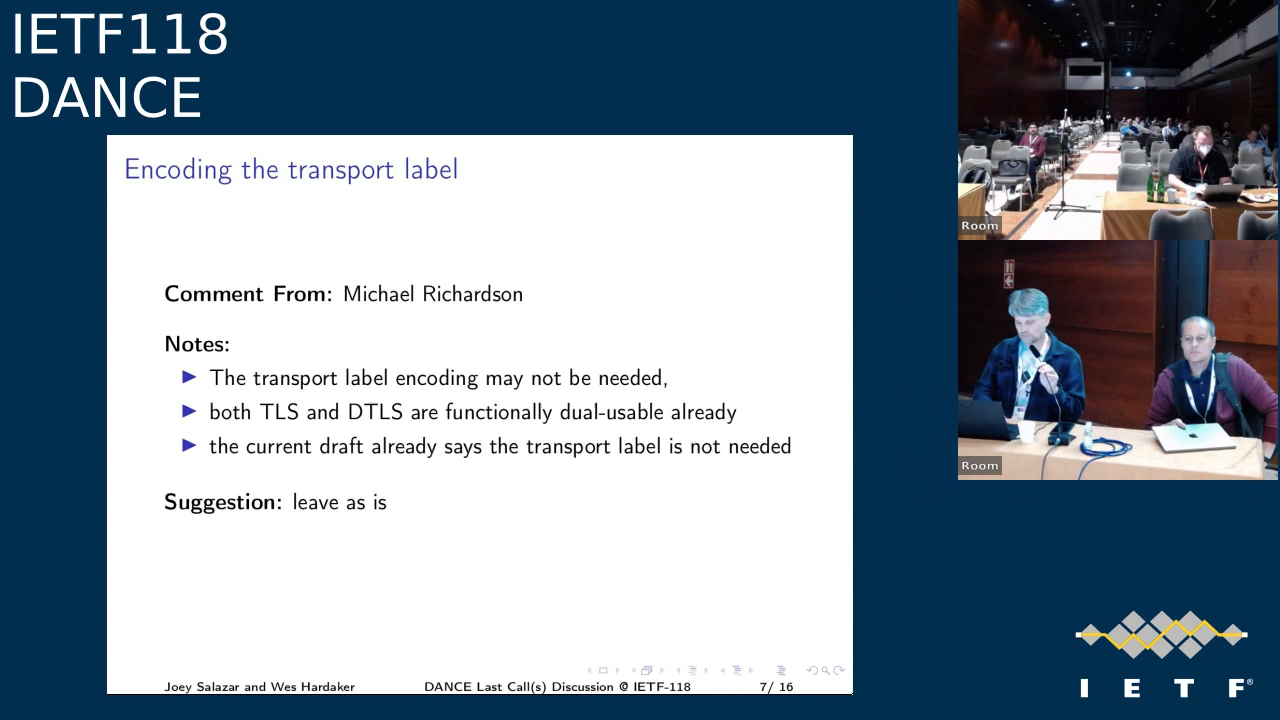 IETF118
DANCE
Encoding the transport label
Comment From: Michael Richardson
Notes:
The transport label encoding may not be needed,
both TLS and DTLS are functionally dual-usable already
the current draft already says the transport label is not needed
Suggestion: leave as is
Joey Salazar and Wes Hardaker
DANCE Last Call(s) Discussion @ IETF-118
7/ 16
Room
Room
I E T F®